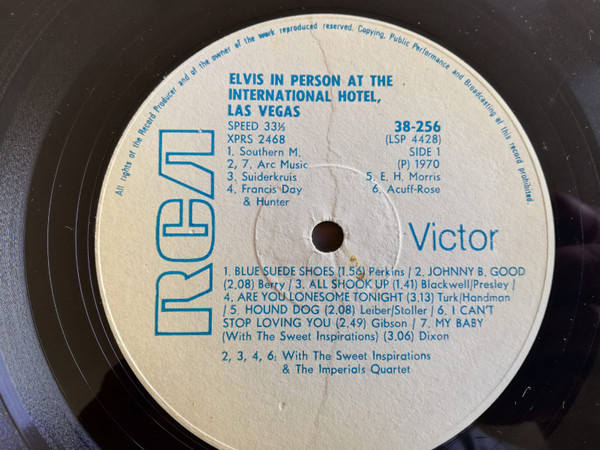 All rights of the Record Producer and of the owner of the work reproduced reserved. Copying, Public Performance and Broadcasting of this record prohibited.
ELVIS IN PERSON AT THE
INTERNATIONAL HOTEL,
LAS VEGAS
SPEED 33⅓ 38-256
XPRS 2468 (LSP 4428)
1. Southern M. SIDE 1
2, 7. Arc Music (P) 1970
3. Suiderkruis 5. E. H. Morris
4. Francis Day 6. Acuff-Rose
& Hunter
RCA
Victor
1. BLUE SUEDE SHOES (1.56) Perkins / 2. JOHNNY B. GOOD
(2,08) Berry / 3. ALL SHOOK UP (1.41) Blackwell/Presley /
4. ARE YOU LONESOME TONIGHT (3,13) Turk/Handman
/ 5. HOUND DOG (2,08) Leiber/Stoller / 6. I CAN'T
STOP LOVING YOU (2,49) Gibson / 7. MY BABY
(With The Sweet Inspirations) (3.06) Dixon
2, 3, 4, 6: With The Sweet Inspirations
& The Imperials Quartet